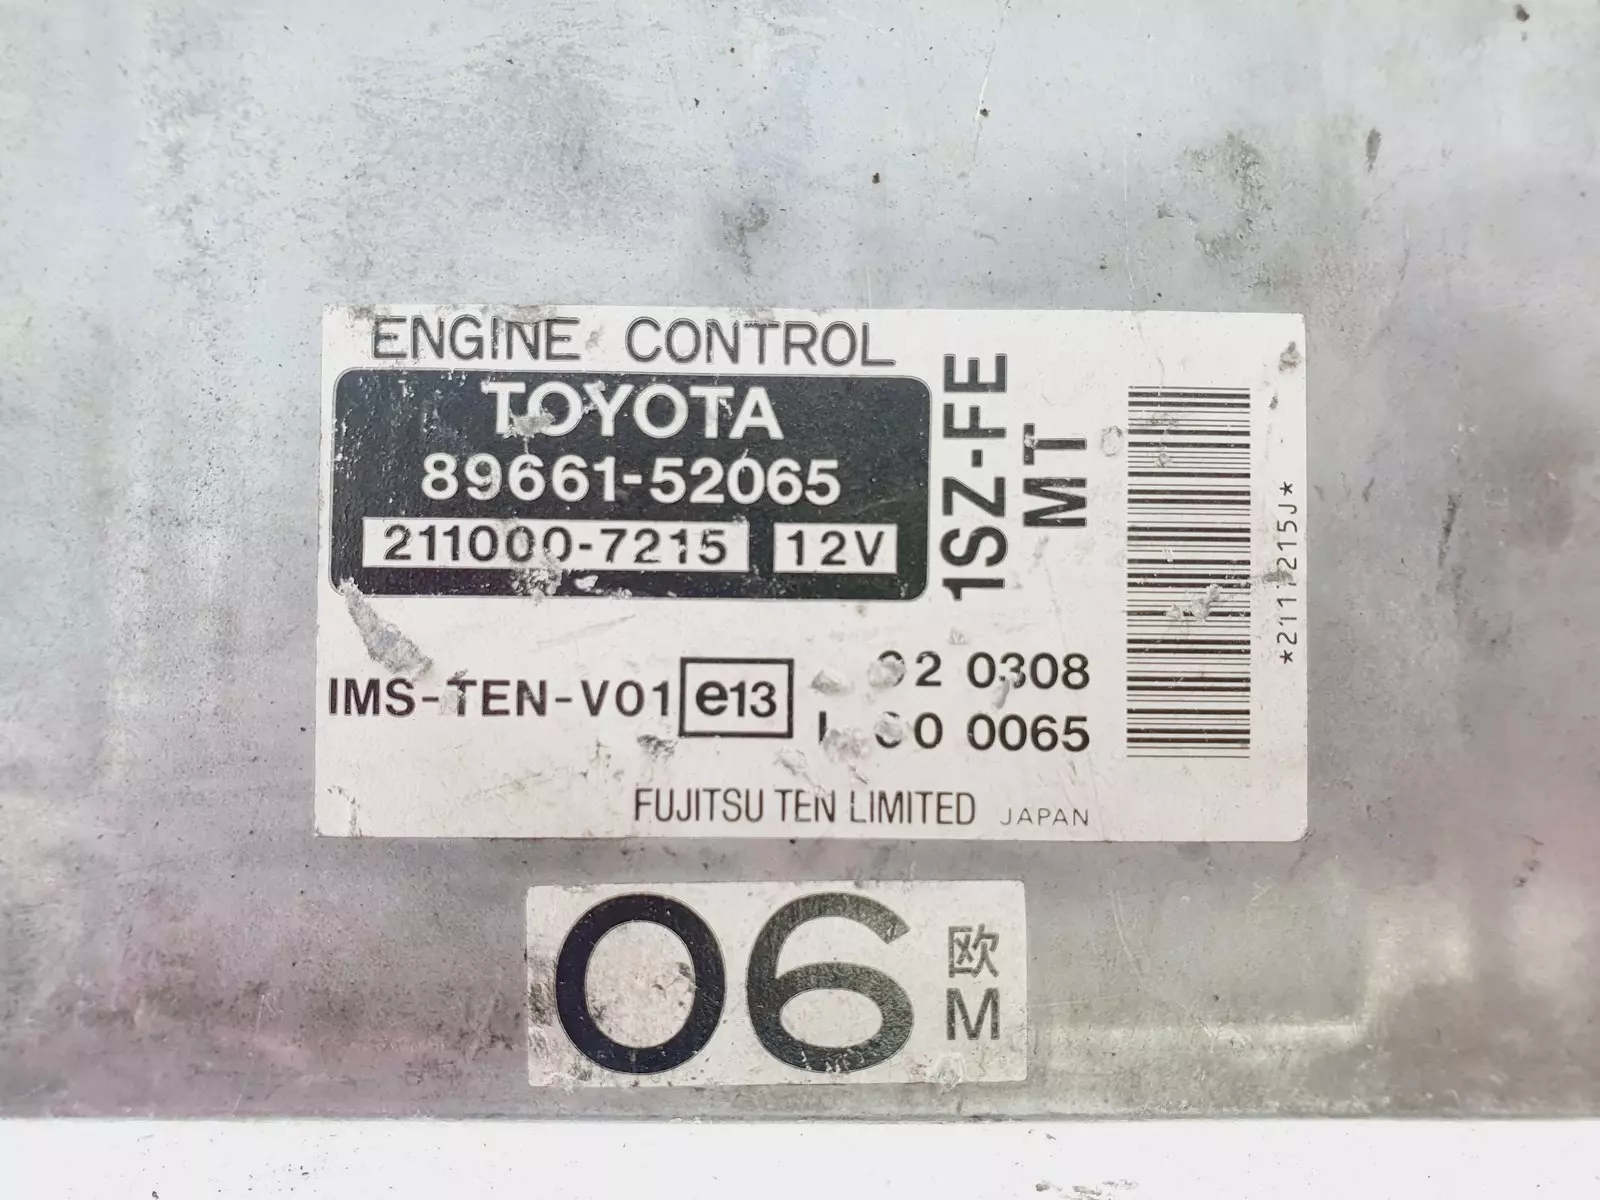 ENGINE CONTROL
TOYOTA
89661-52065
211000-7215 12V
1SZ-FE
MT
*2117215J*
IMS-TEN-V01 e13
0308
0065
FUJITSU TEN LIMITED JAPAN
06 欧
M